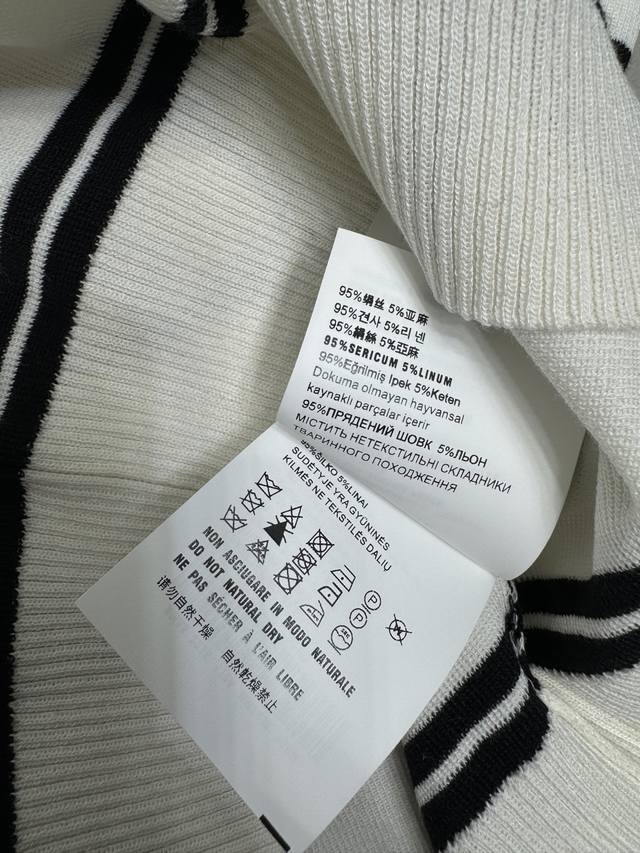 95%绢丝 5%亚麻
95%견사 5%리넨
95%絹絲 5%亞麻
95%SERICUM 5%LINUM
95%Eğrilmiş İpek 5%Keten
Dokuma olmayan hayvansal
kaynaklı parçalar içerir
95%ПРЯДЕНИЙ ШОВК 5%ЛЬОН
МІСТИТЬ НЕТЕКСТИЛЬНІ СКЛАДНИКИ
ТВАРИННОГО ПОХОДЖЕННЯ
95%ŠILKO 5%LINAI
SUDĖTYJE YRA GYŪNINĖS
KILMĖS NE TEKSTILĖS DALIŲ
P
P
NON ASCIUGARE IN MODO NATURALE
DO NOT NATURAL DRY
NE PAS SÉCHER À L'AIR LIBRE
请勿自然干燥
自然乾燥禁止